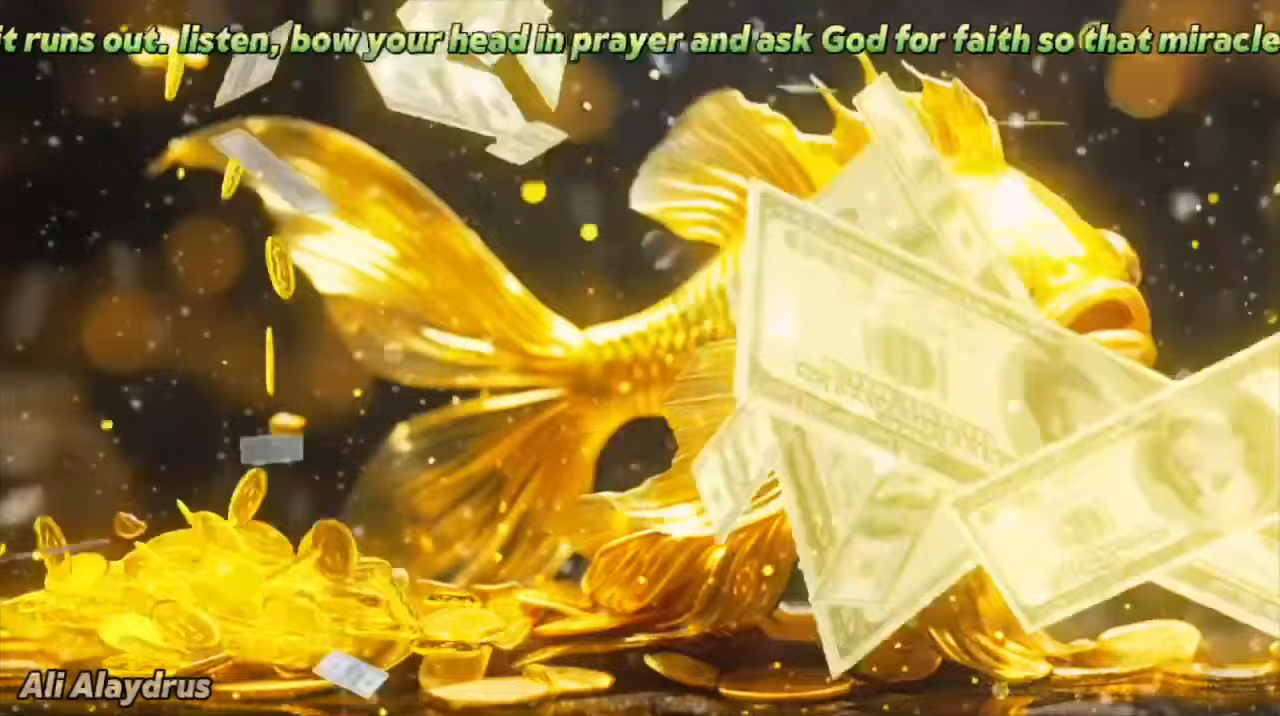 it runs out. listen, bow your head in prayer and ask God for faith so that miracle
Ali Alaydrus